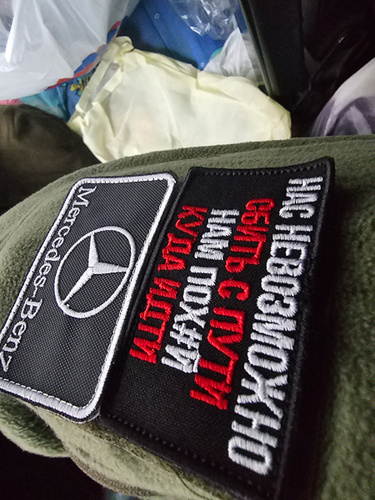 НАС НЕВОЗМОЖНО
СБИТЬ С ПУТИ
НАМ ПОХ#Й
КУДА ИДТИ
Mercedes-Benz